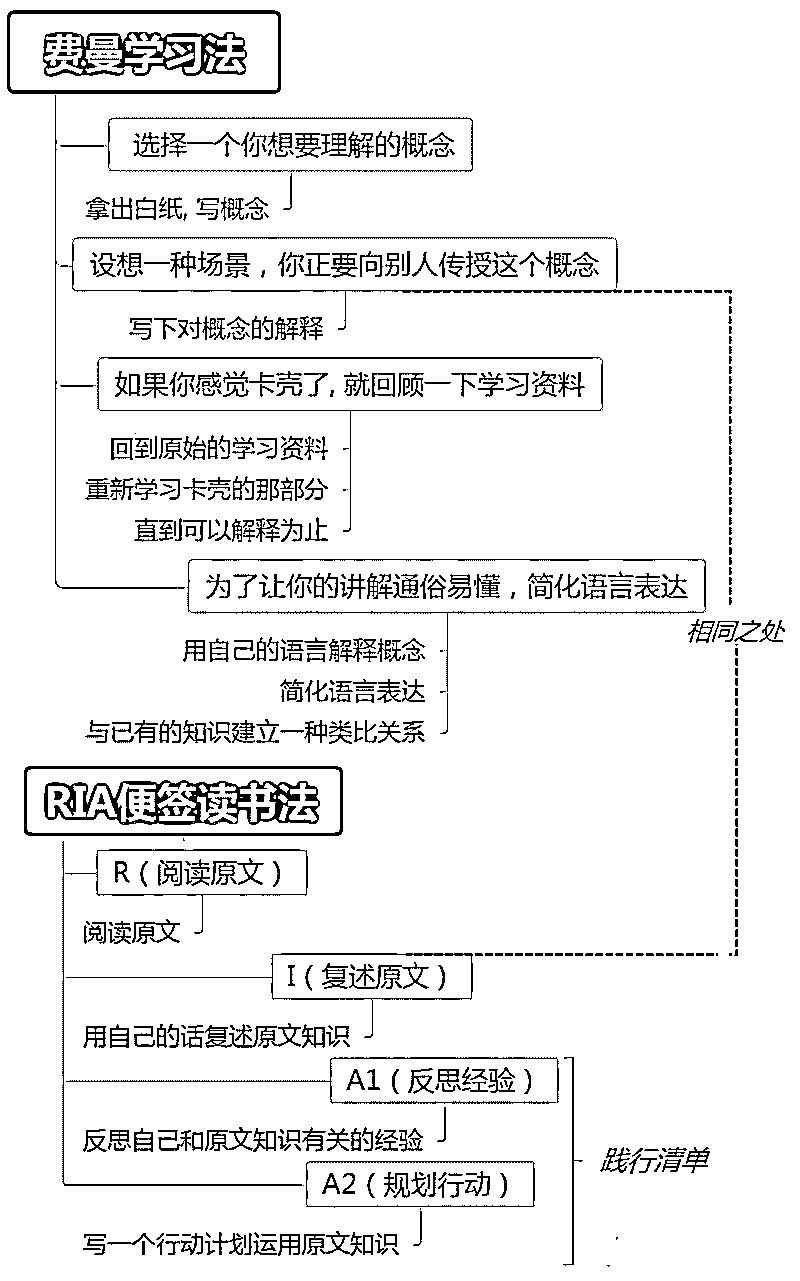 费曼学习法
选择一个你想要理解的概念
拿出白纸, 写概念
设想一种场景，你正要向别人传授这个概念
写下对概念的解释
如果你感觉卡壳了, 就回顾一下学习资料
回到原始的学习资料
重新学习卡壳的那部分
直到可以解释为止
为了让你的讲解通俗易懂，简化语言表达
相同之处
用自己的语言解释概念
简化语言表达
与已有的知识建立一种类比关系
RIA便签读书法
R（阅读原文）
阅读原文
I（复述原文）
用自己的话复述原文知识
A1（反思经验）
反思自己和原文知识有关的经验
践行清单
A2（规划行动）
写一个行动计划运用原文知识